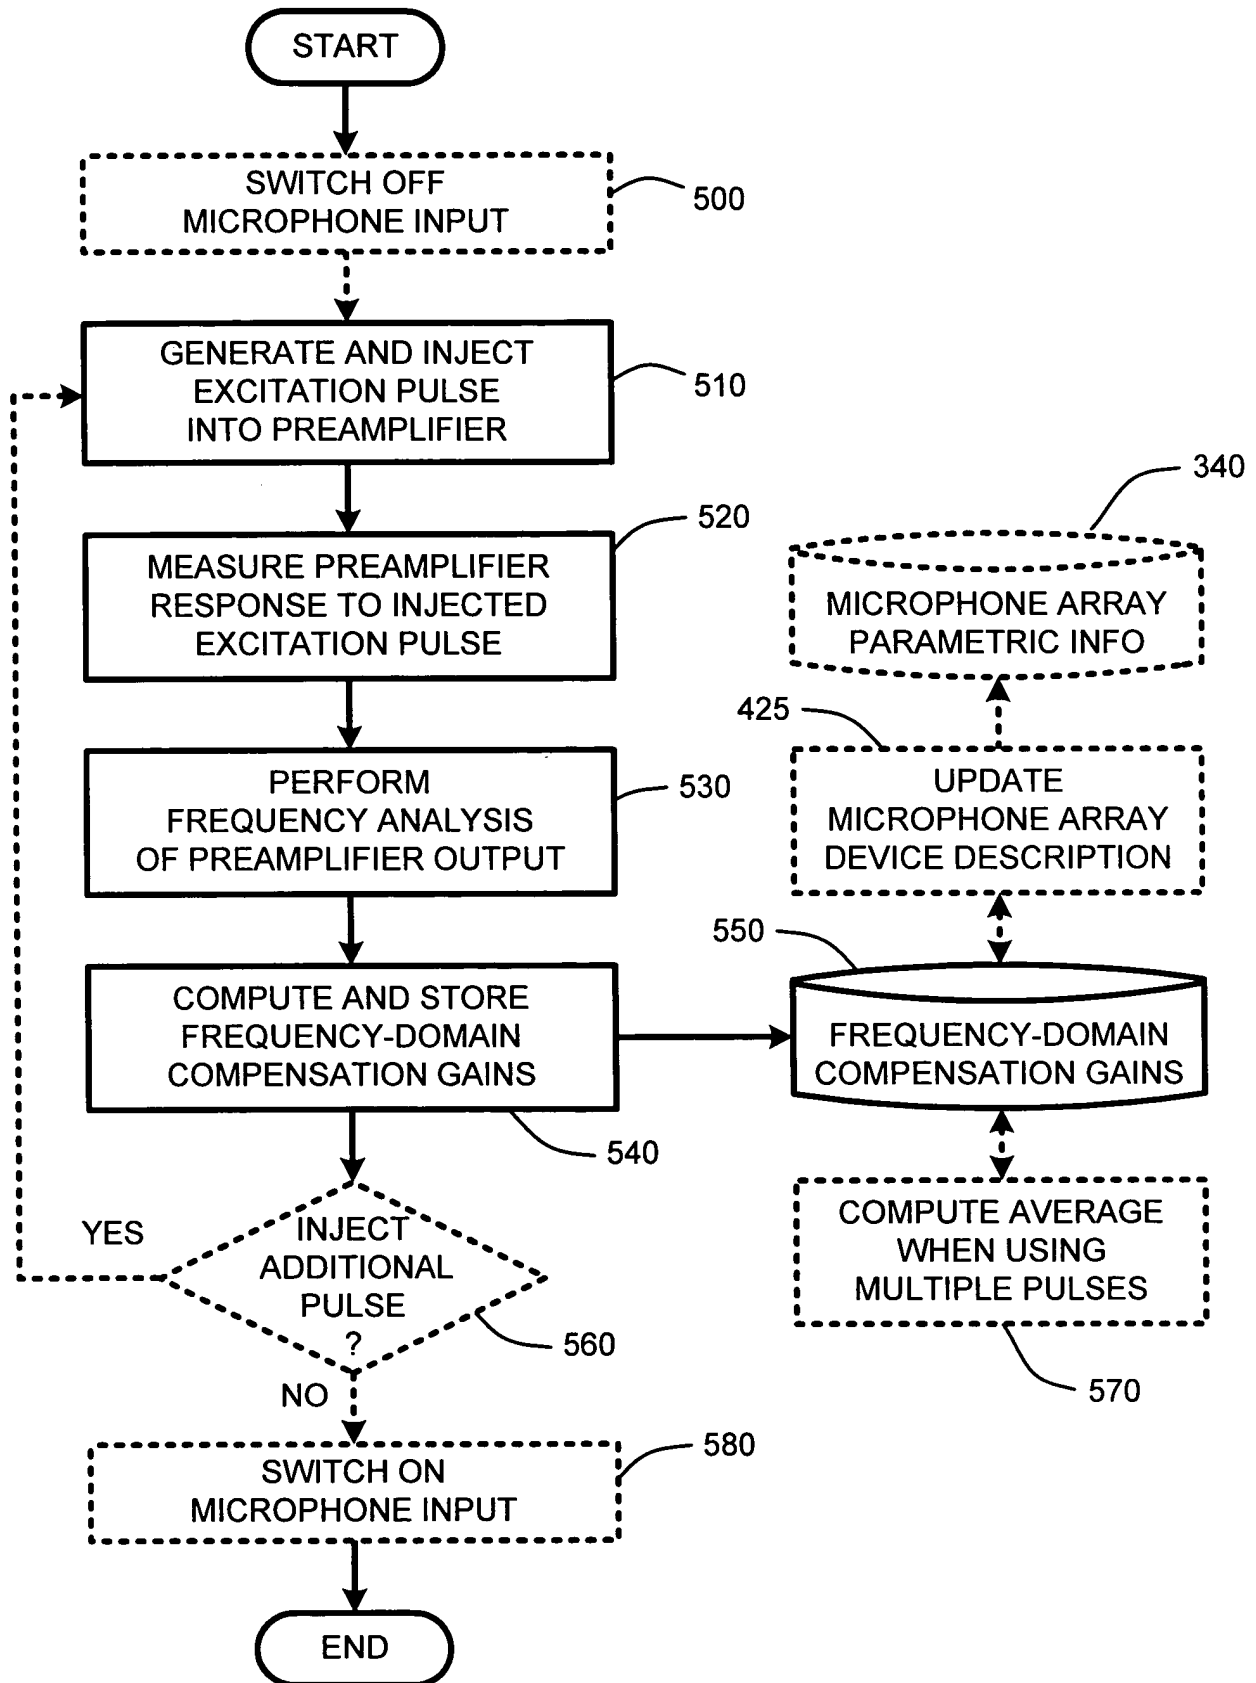 START
SWITCH OFF
MICROPHONE INPUT
500
GENERATE AND INJECT
EXCITATION PULSE
INTO PREAMPLIFIER
510
MEASURE PREAMPLIFIER
RESPONSE TO INJECTED
EXCITATION PULSE
520
340
MICROPHONE ARRAY
PARAMETRIC INFO
PERFORM
FREQUENCY ANALYSIS
OF PREAMPLIFIER OUTPUT
530
425
UPDATE
MICROPHONE ARRAY
DEVICE DESCRIPTION
COMPUTE AND STORE
FREQUENCY-DOMAIN
COMPENSATION GAINS
540
550
FREQUENCY-DOMAIN
COMPENSATION GAINS
YES
INJECT
ADDITIONAL
PULSE
?
560
NO
COMPUTE AVERAGE
WHEN USING
MULTIPLE PULSES
570
SWITCH ON
MICROPHONE INPUT
580
END